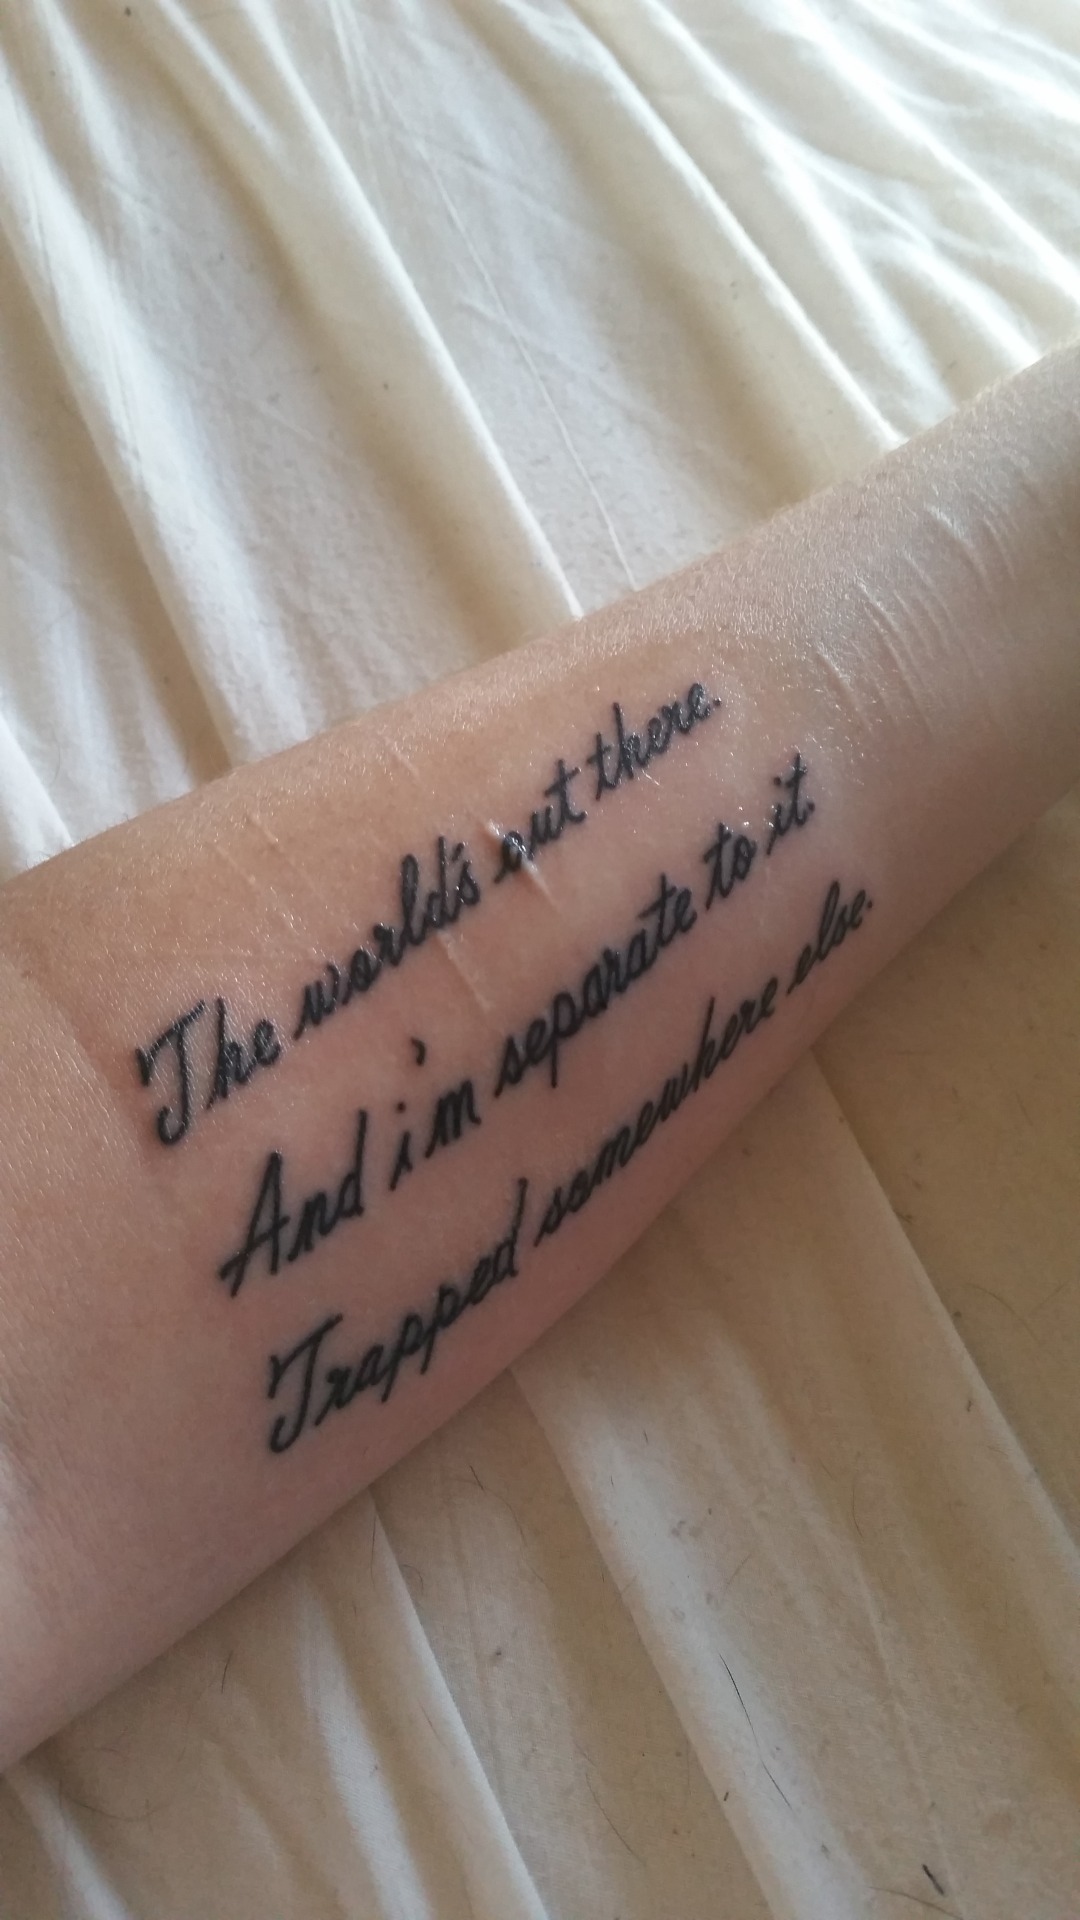 The world's out there.
And i'm separate to it.
Trapped somewhere else.